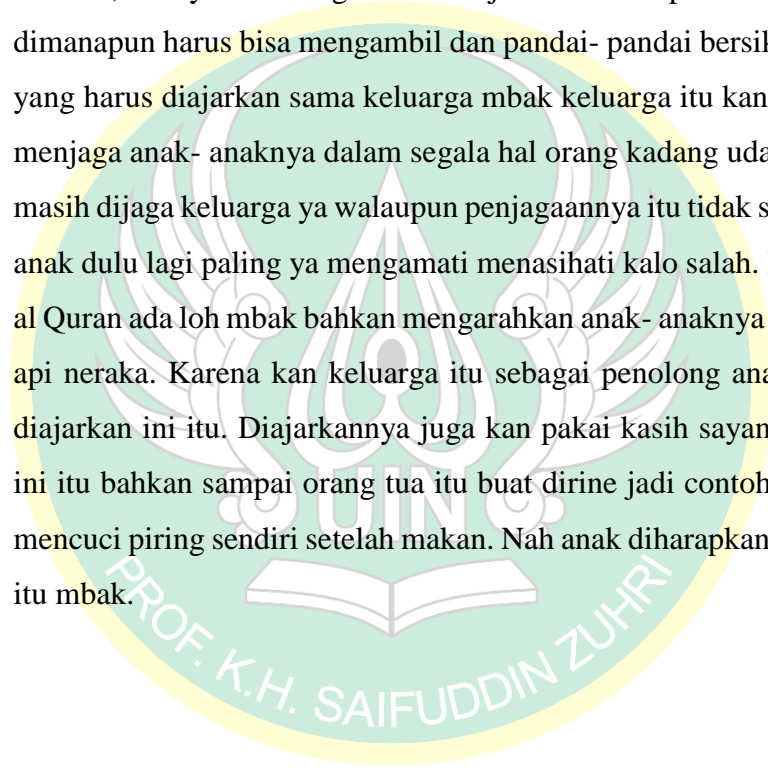 dimanapun harus bisa mengambil dan pandai- pandai bersik
yang harus diajarkan sama keluarga mbak keluarga itu kan
menjaga anak- anaknya dalam segala hal orang kadang uda
masih dijaga keluarga ya walaupun penjagaannya itu tidak s
anak dulu lagi paling ya mengamati menasihati kalo salah.
al Quran ada loh mbak bahkan mengarahkan anak- anaknya
api neraka. Karena kan keluarga itu sebagai penolong ana
diajarkan ini itu. Diajarkannya juga kan pakai kasih sayan
ini itu bahkan sampai orang tua itu buat dirine jadi contoh
mencuci piring sendiri setelah makan. Nah anak diharapkan
itu mbak.
UIN
PROF. K.H. SAIFUDDIN ZUHRI